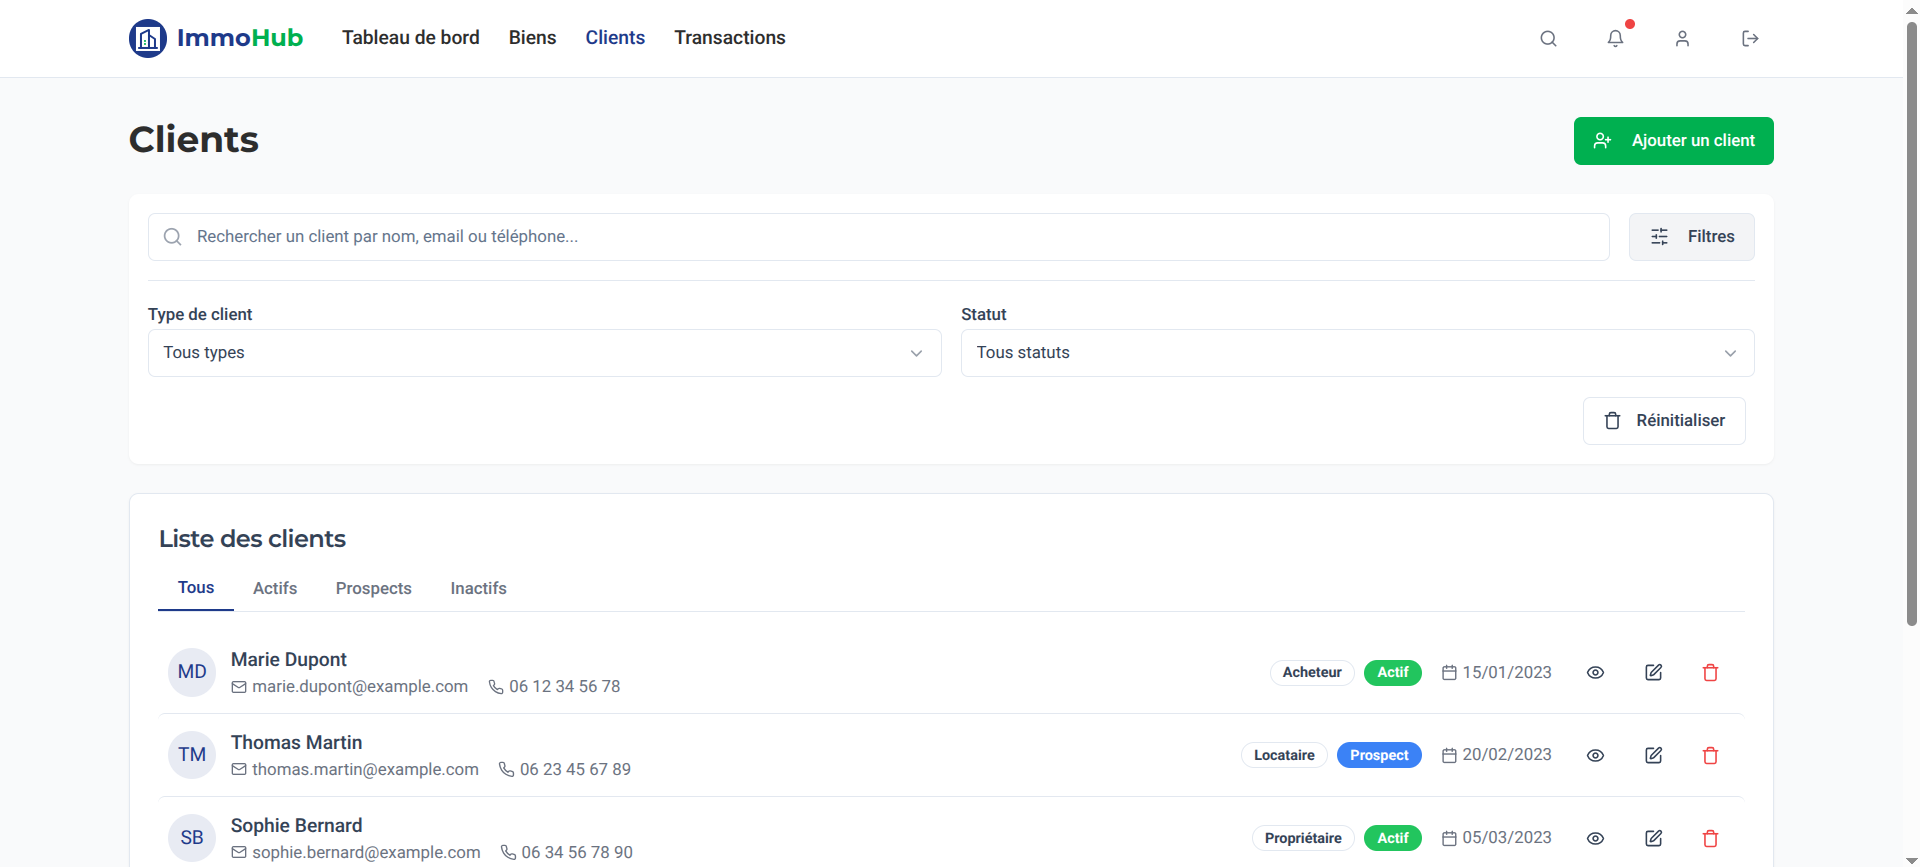 ImmoHub Tableau de bord Biens Clients Transactions
Clients
Ajouter un client
Rechercher un client par nom, email ou téléphone...
Filtres
Type de client
Statut
Tous types
Tous statuts
Réinitialiser
Liste des clients
Tous Actifs Prospects Inactifs
MD
Marie Dupont
marie.dupont@example.com 06 12 34 56 78
Acheteur Actif 15/01/2023
TM
Thomas Martin
thomas.martin@example.com 06 23 45 67 89
Locataire Prospect 20/02/2023
SB
Sophie Bernard
sophie.bernard@example.com 06 34 56 78 90
Propriétaire Actif 05/03/2023